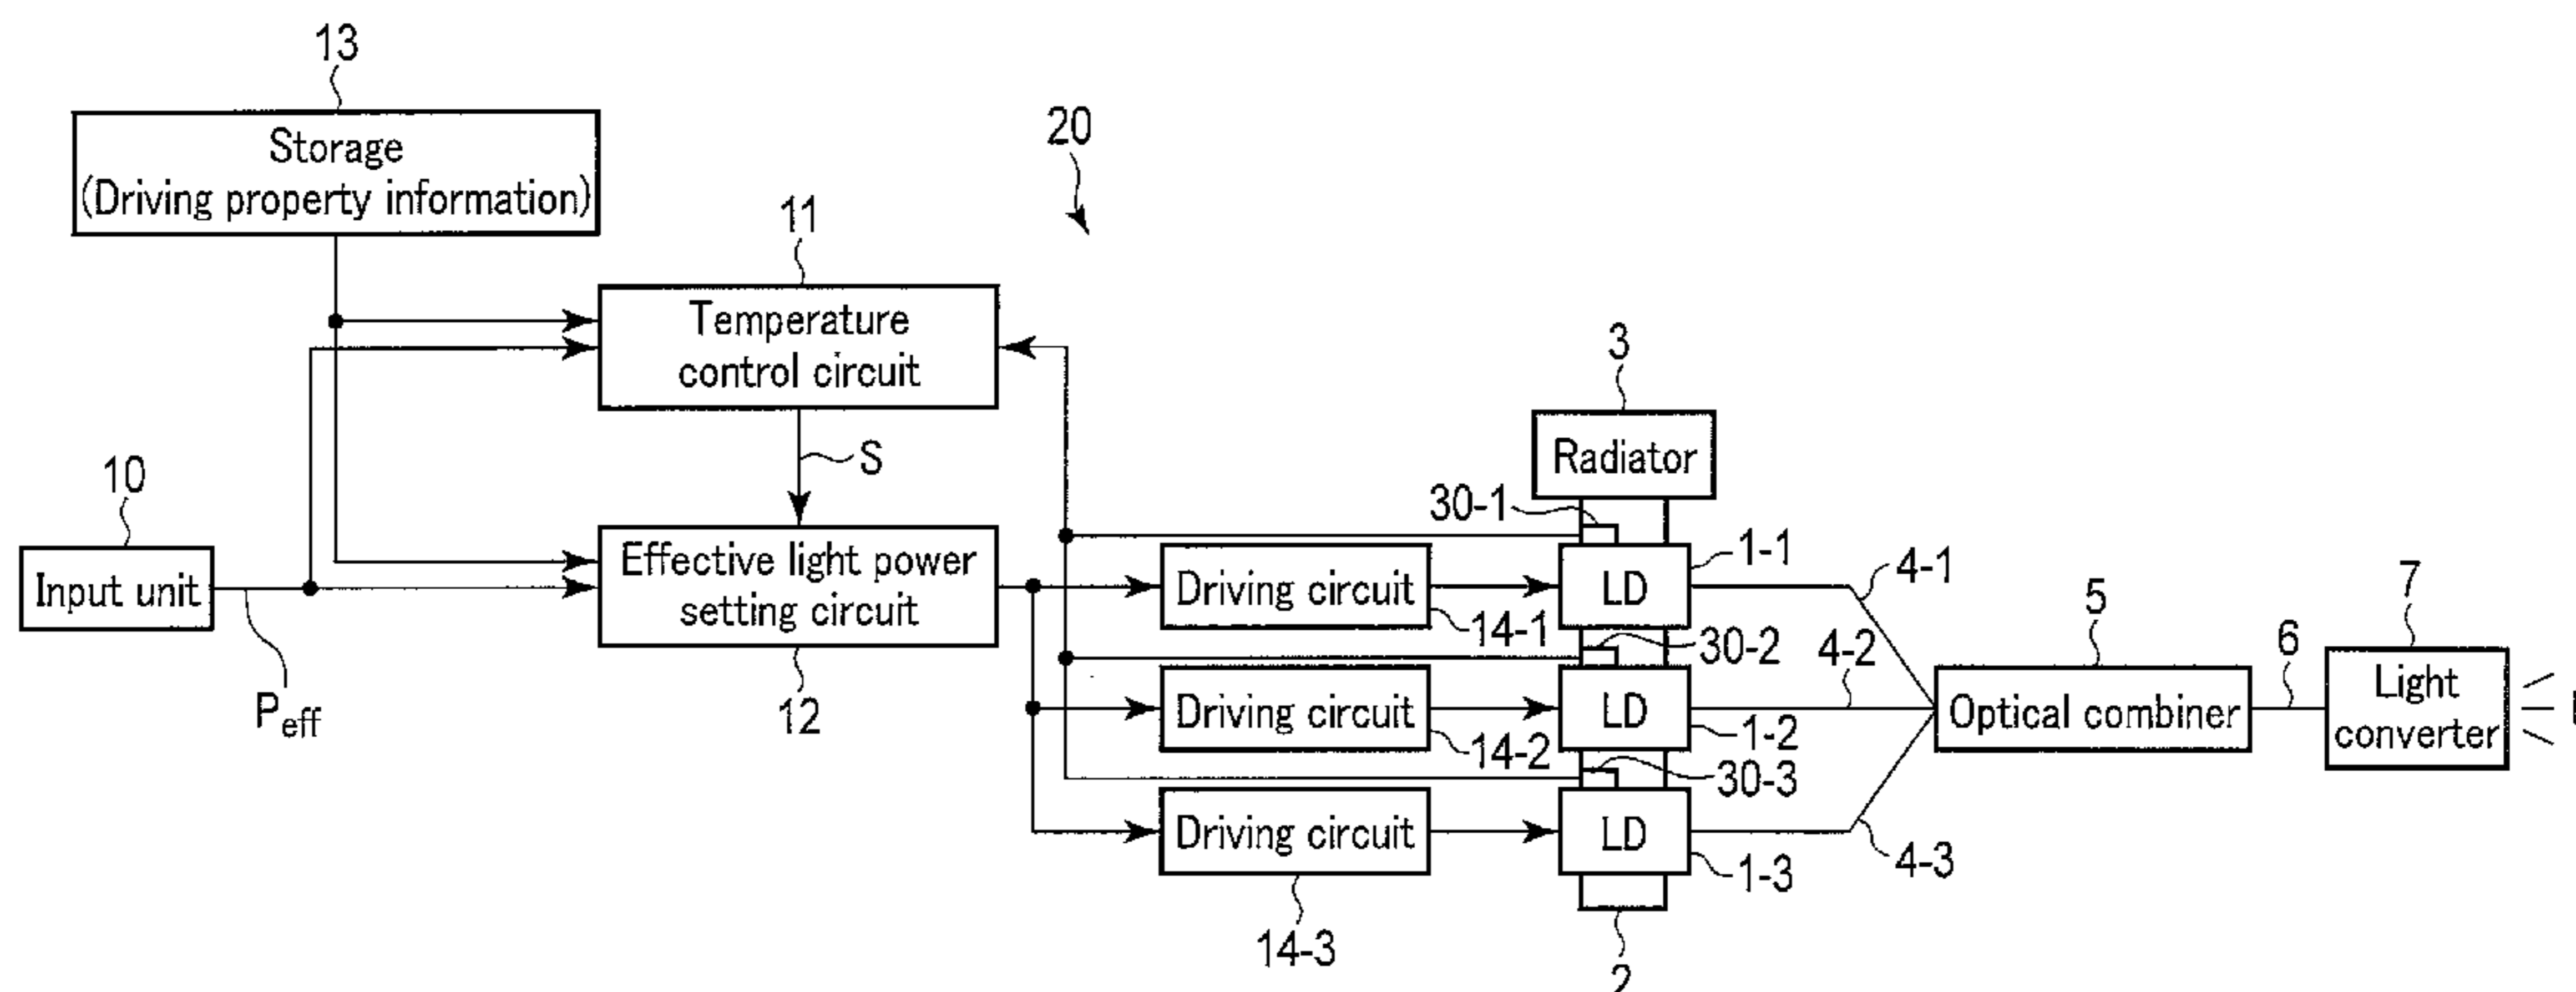 13
Storage
(Driving property information)
20
11
Temperature
control circuit
3
Radiator
S
10
Input unit
P_eff
Effective light power
setting circuit
12
30-1
Driving circuit
14-1
LD
1-1
4-1
30-2
Driving circuit
14-2
LD
1-2
4-2
5
Optical combiner
6
7
Light
converter
30-3
Driving circuit
14-3
LD
1-3
4-3
2